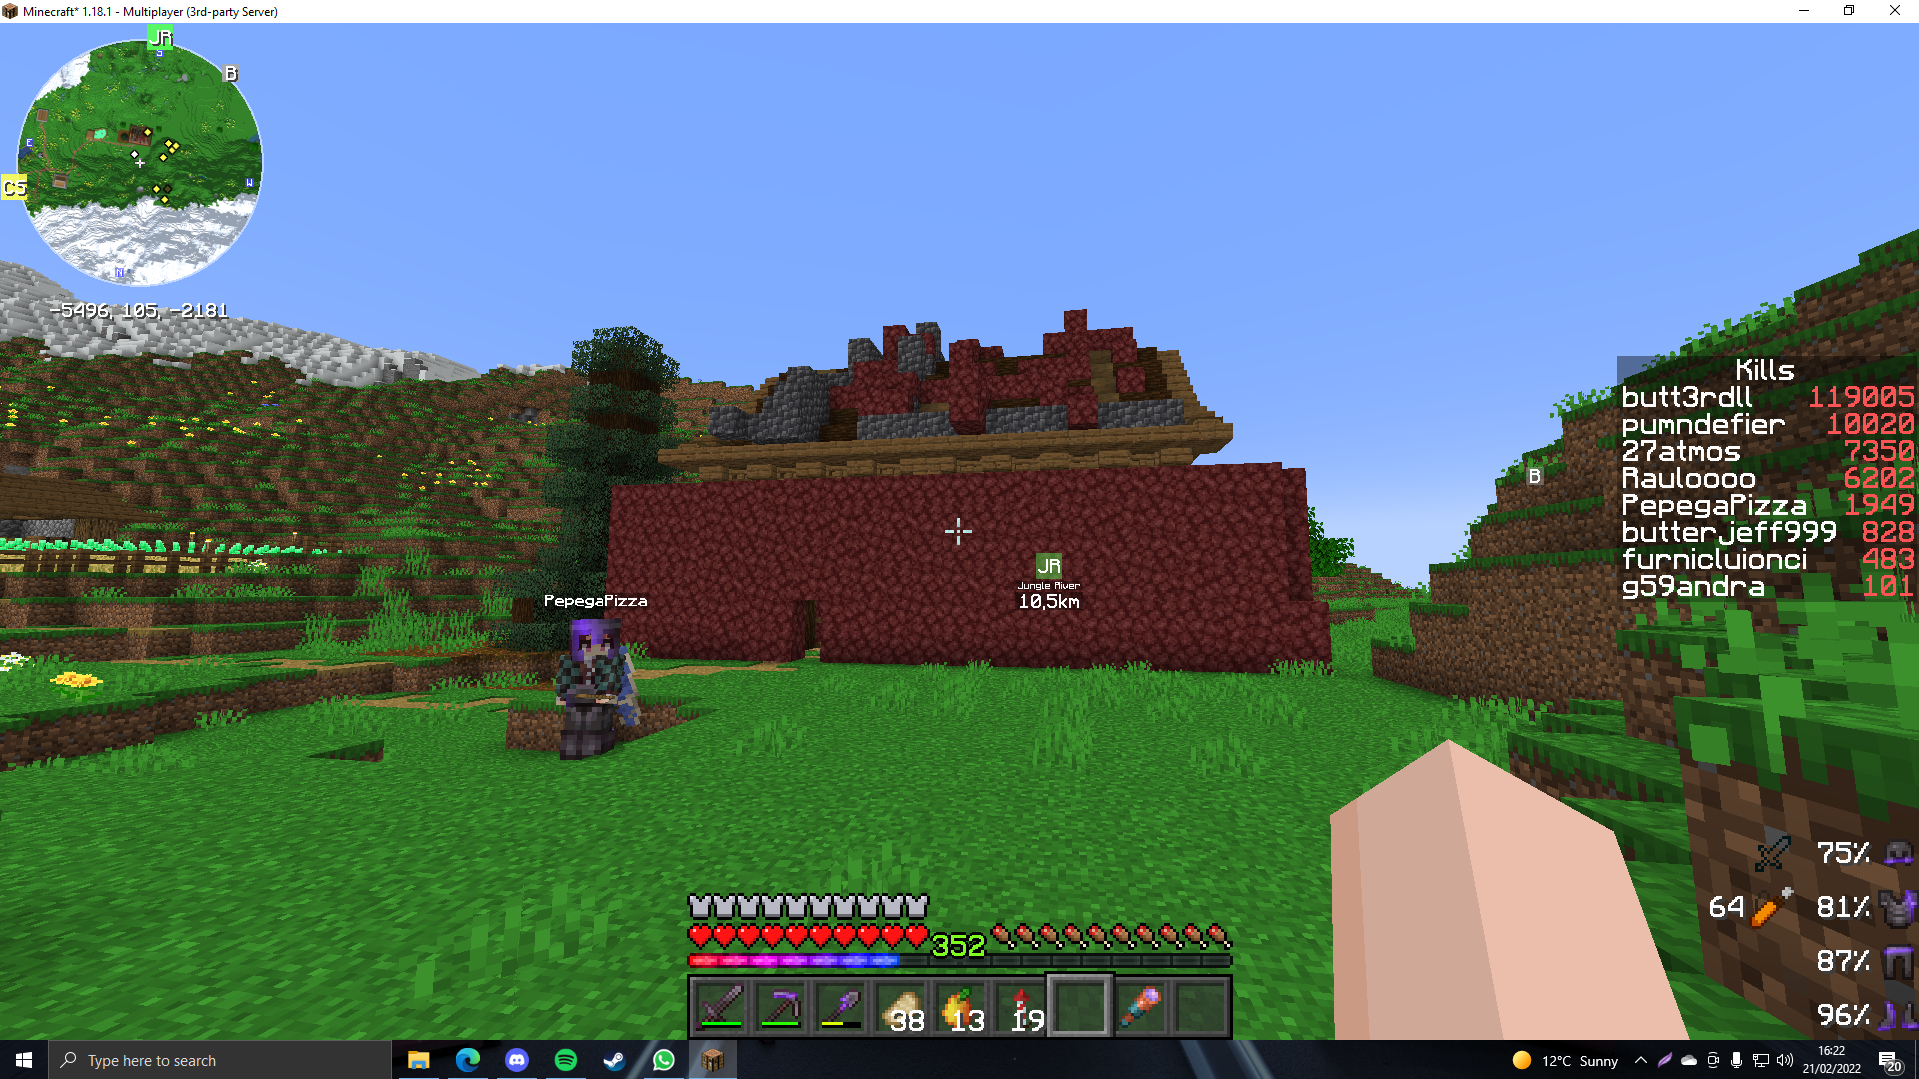 Minecraft* 1.18.1 - Multiplayer (3rd-party Server)
JR
S
B
E
C5
W
N
-5496, 105, -2181
Kills
butt3rdll 119005
pumndefier 10020
27atmos 7350
Rauloooo 6202
PepegaPizza 1949
butterjeff999 828
furnicluionci 483
g59andra 101
B
JR
Jungle River
10,5km
PepegaPizza
75%
64 81%
87%
96%
352
38 13 19
Type here to search
12°C Sunny
16:22
21/02/2022
20